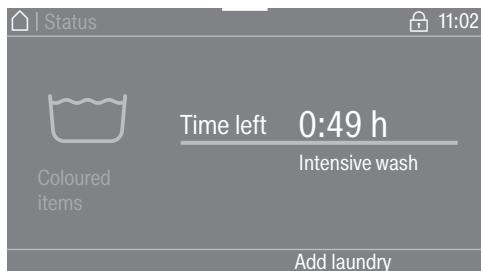 | Status
11:02
Time left 0:49 h
Intensive wash
Coloured
items
Add laundry